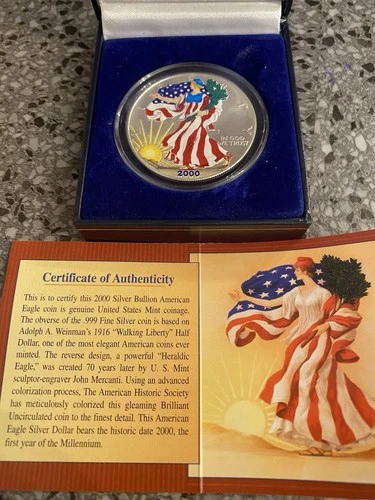 IN GOD
WE TRUST
2000
Certificate of Authenticity
This is to certify this 2000 Silver Bullion American
Eagle coin is genuine United States Mint coinage.
The obverse of the .999 Fine Silver coin is based on
Adolph A. Weinman's 1916 "Walking Liberty" Half
Dollar, one of the most elegant American coins ever
minted. The reverse design, a powerful "Heraldic
Eagle," was created 70 years later by U. S. Mint
sculptor-engraver John Mercanti. Using an advanced
colorization process, The American Historic Society
has meticulously colorized this gleaming Brilliant
Uncirculated coin to the finest detail. This American
Eagle Silver Dollar bears the historic date 2000, the
first year of the Millennium.